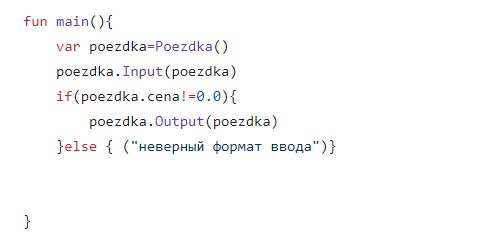 fun main(){
    var poezdka=Poezdka()
    poezdka.Input(poezdka)
    if(poezdka.cena!=0.0){
        poezdka.Output(poezdka)
    }else { ("неверный формат ввода")}
}